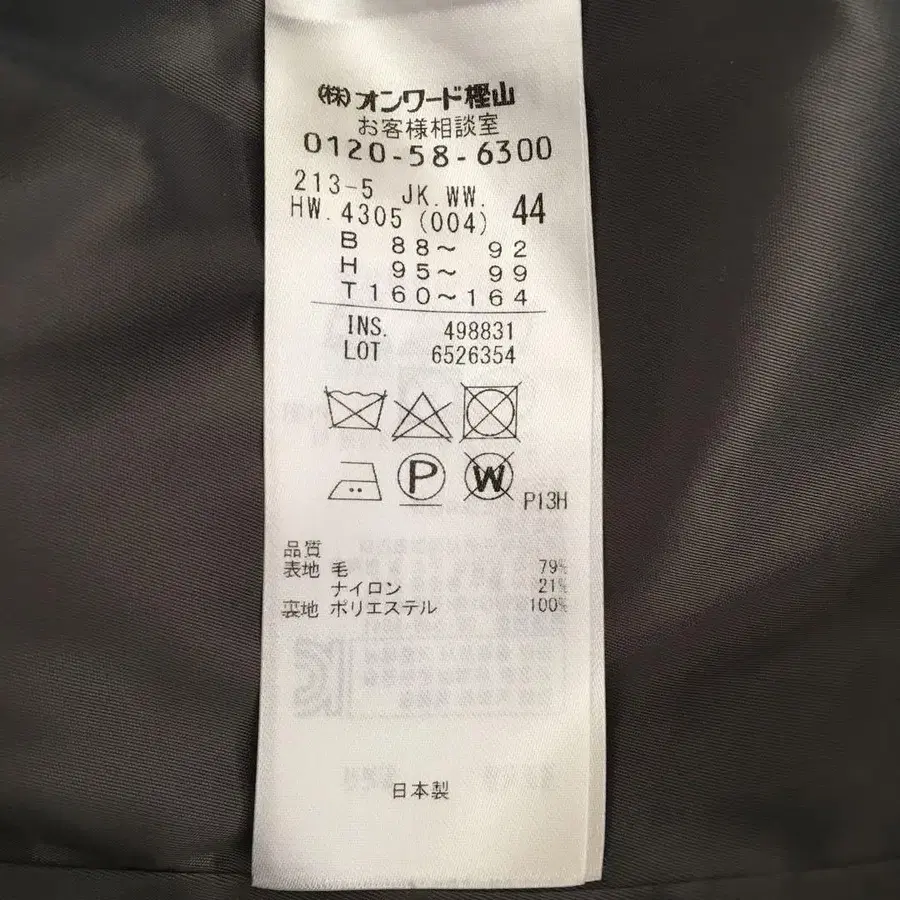 (株)オンワード樫山
お客様相談室
0120-58-6300
213-5 JK.WW.
HW.4305(004) 44
B 88～ 92
H 95～ 99
T160～164
INS. 498831
LOT 6526354
P W P13H
品質
表地 毛 79%
ナイロン 21%
裏地 ポリエステル 100%
日本製